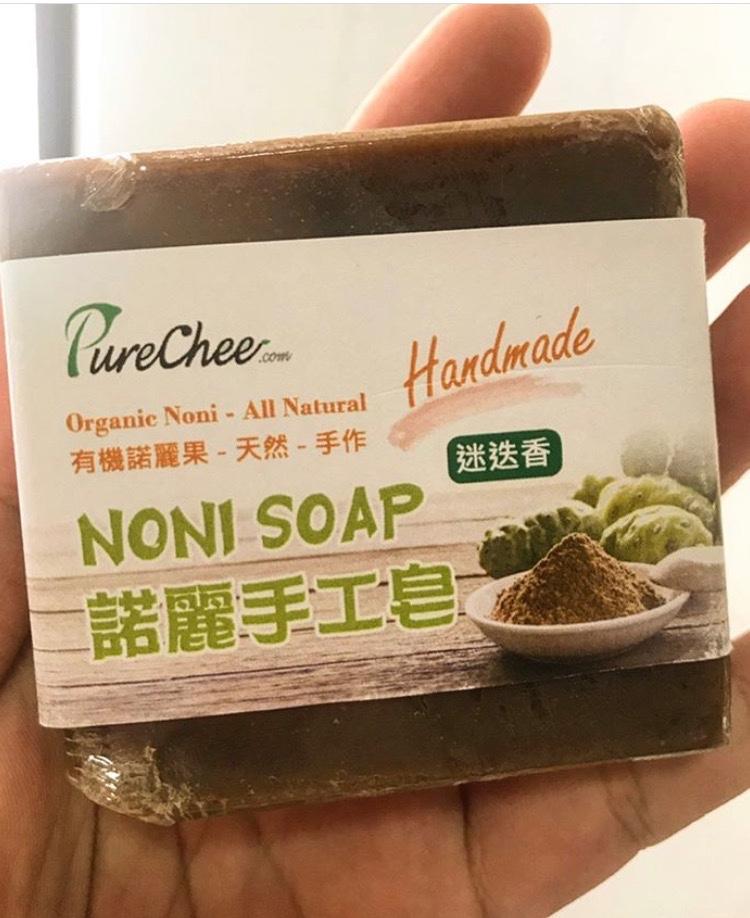 PureChee.com
Handmade
Organic Noni - All Natural
有機諾麗果 - 天然 - 手作
迷迭香
NONI SOAP
諾麗手工皂